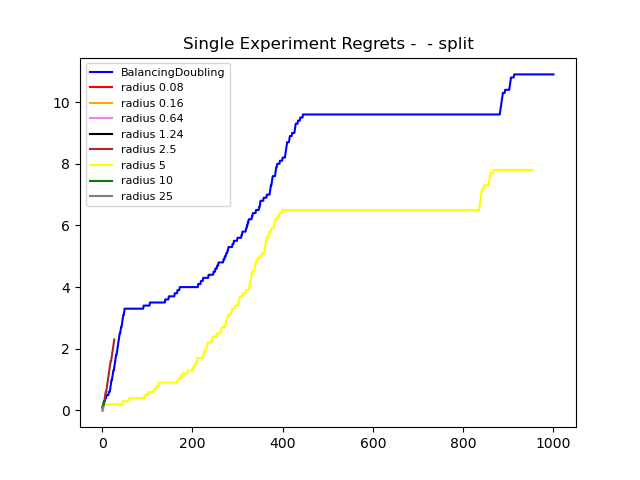 Single Experiment Regrets -  - split
BalancingDoubling
radius 0.08
radius 0.16
radius 0.64
radius 1.24
radius 2.5
radius 5
radius 10
radius 25
10
8
6
4
2
0
0 200 400 600 800 1000